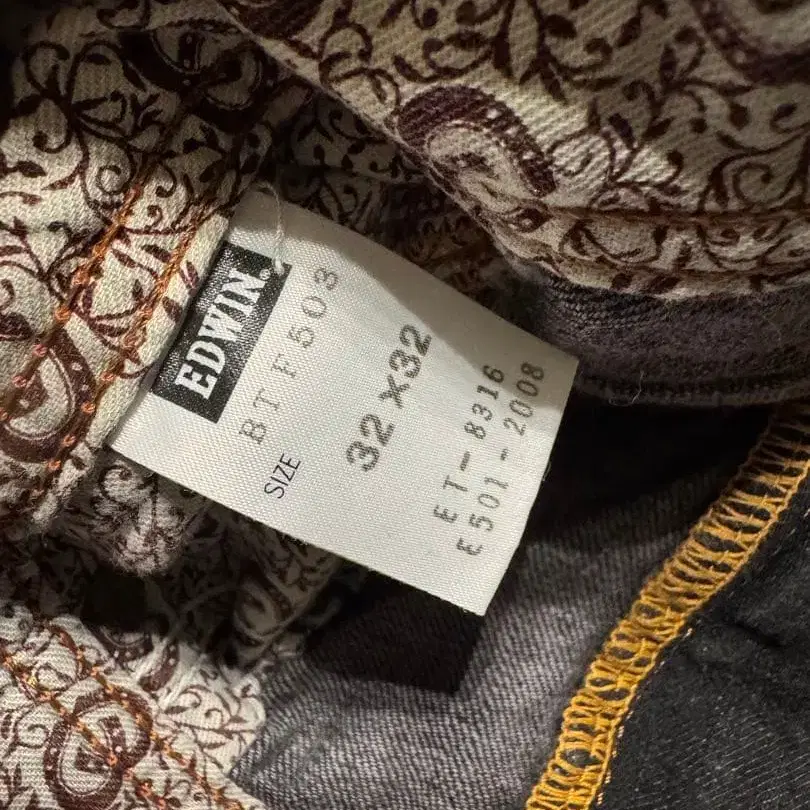 EDWIN.
BTF503
SIZE
32×32
ET-8316
E501-2008